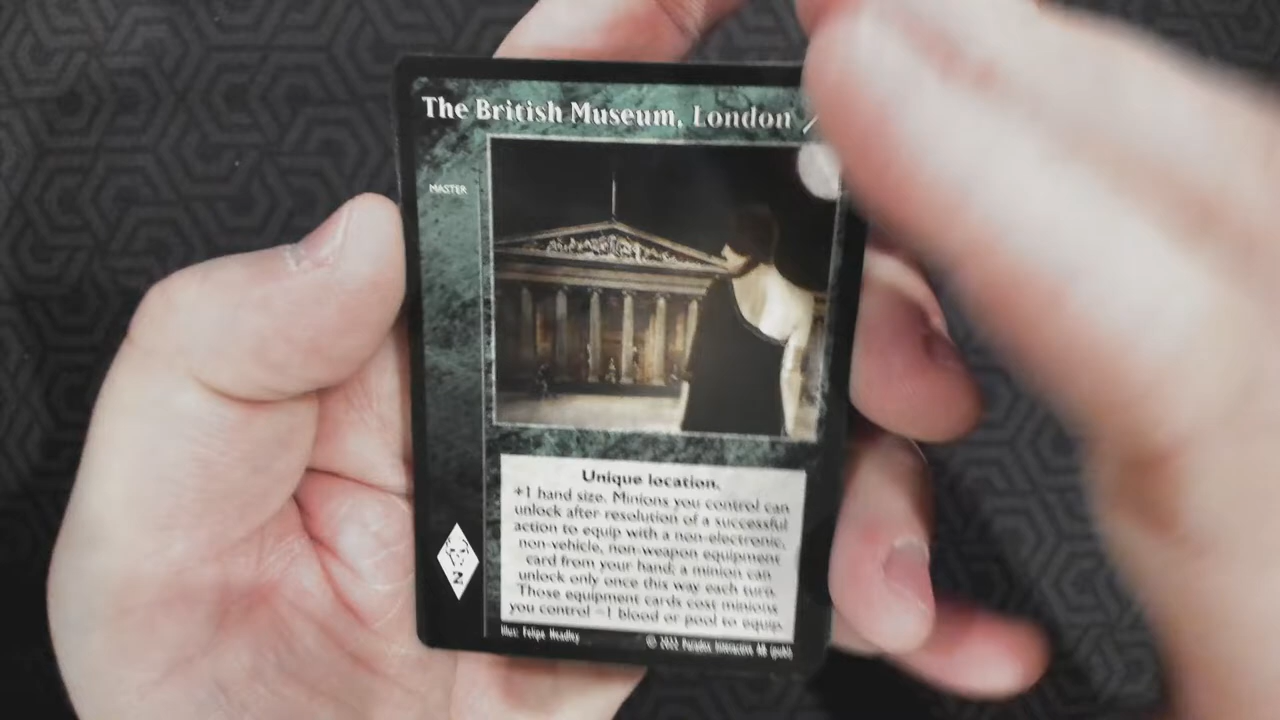 The British Museum, London
MASTER
Unique location.
+1 hand size. Minions you control can
unlock after resolution of a successful
action to equip with a non-electronic,
non-vehicle, non-weapon equipment
card from your hand; a minion can
unlock only once this way each turn.
Those equipment cards cost minions
you control -1 blood or pool to equip.
2
Illus: Felipe Headley
© 2022 Paradox Interactive AB (publ)